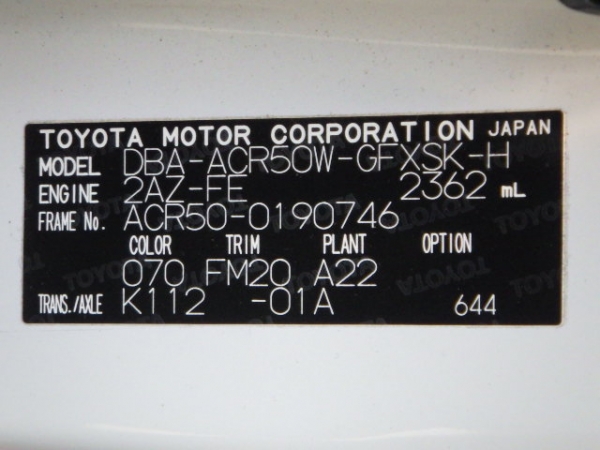 TOYOTA MOTOR CORPORATION JAPAN
MODEL DBA-ACR50W-GFXSK-H
ENGINE 2AZ-FE 2362 mL
FRAME No. ACR50-0190746
COLOR TRIM PLANT OPTION
070 FM20 A22
TRANS./AXLE K112 -01A 644